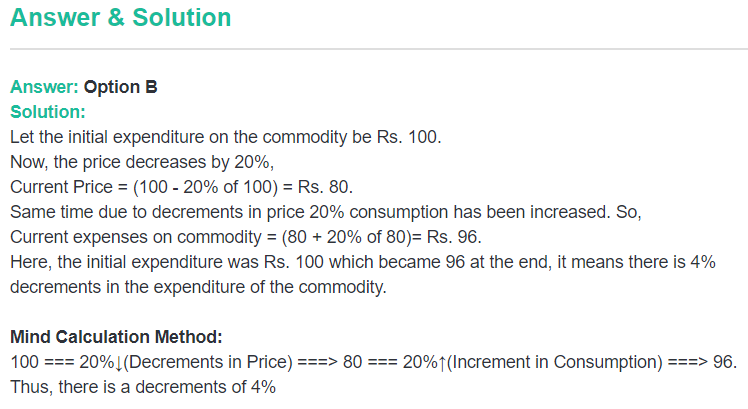 Answer & Solution
Answer: Option B
Solution:
Let the initial expenditure on the commodity be Rs. 100.
Now, the price decreases by 20%,
Current Price = (100 - 20% of 100) = Rs. 80.
Same time due to decrements in price 20% consumption has been increased. So,
Current expenses on commodity = (80 + 20% of 80)= Rs. 96.
Here, the initial expenditure was Rs. 100 which became 96 at the end, it means there is 4%
decrements in the expenditure of the commodity.
Mind Calculation Method:
100 === 20%↓(Decrements in Price) ===> 80 === 20%↑(Increment in Consumption) ===> 96.
Thus, there is a decrements of 4%